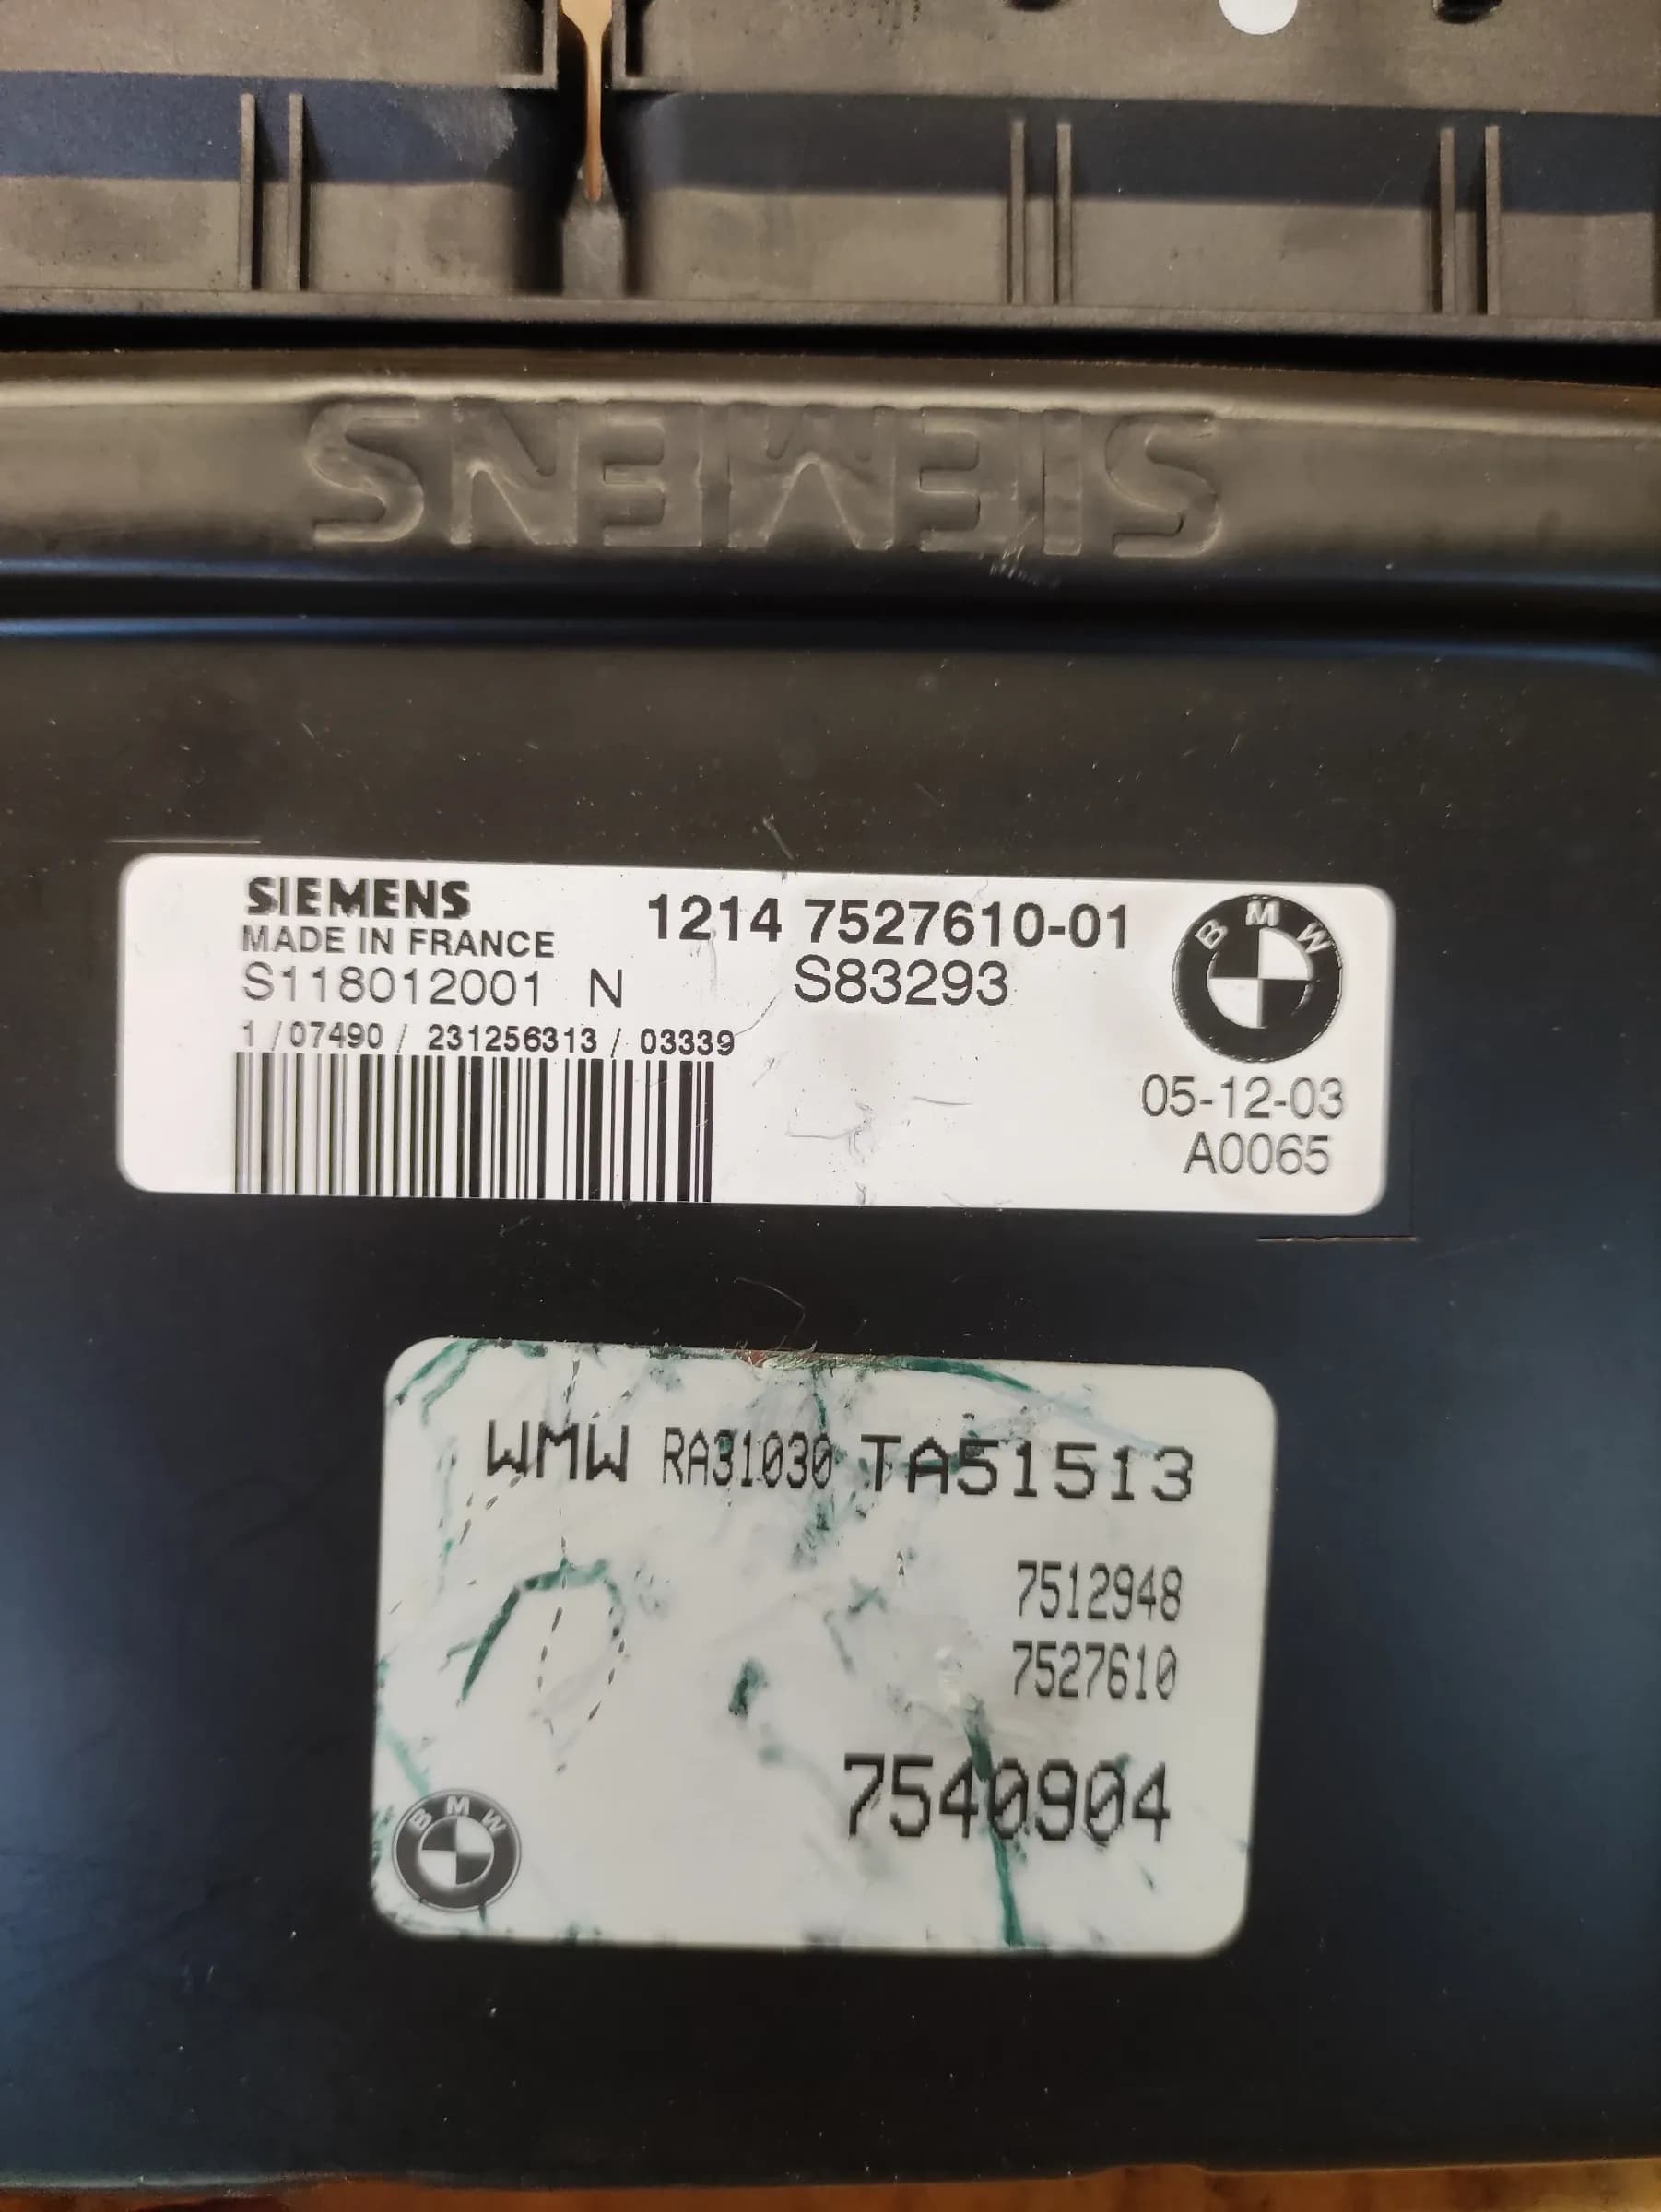 SIEMENS
SIEMENS
MADE IN FRANCE
S118012001 N
1 / 07490 / 231256313 / 03339
1214 7527610-01
S83293
BMW
05-12-03
A0065
WMW RA31030 TA51513
7512948
7527610
7540904
BMW